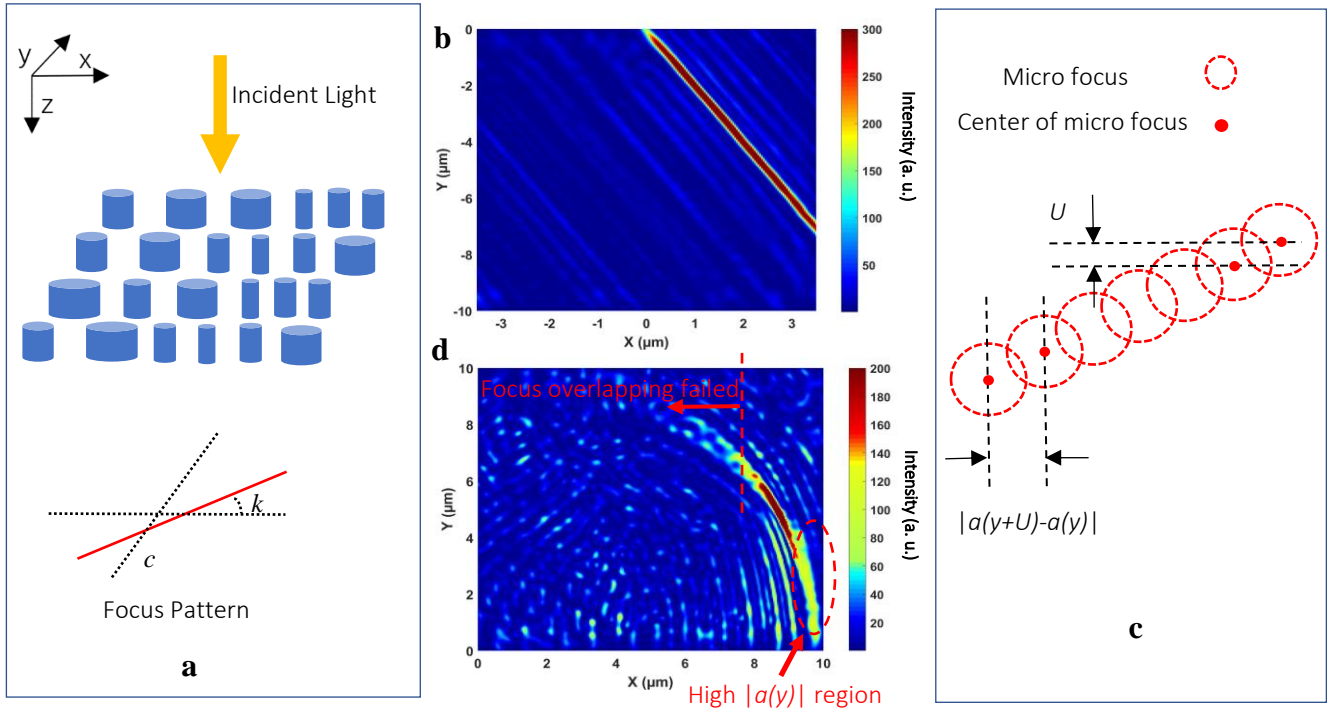 y
x
z
Incident Light
k
c
Focus Pattern
a
b
0
-2
-4
-6
-8
-10
Y (µm)
-3
-2
-1
0
1
2
3
X (µm)
300
250
200
150
100
50
Intensity (a. u.)
d
Focus overlapping failed
10
8
6
4
2
0
Y (µm)
0
2
4
6
8
10
X (µm)
200
180
160
140
120
100
80
60
40
20
Intensity (a. u.)
High |a(y)| region
Micro focus
Center of micro focus
U
|a(y+U)-a(y)|
c